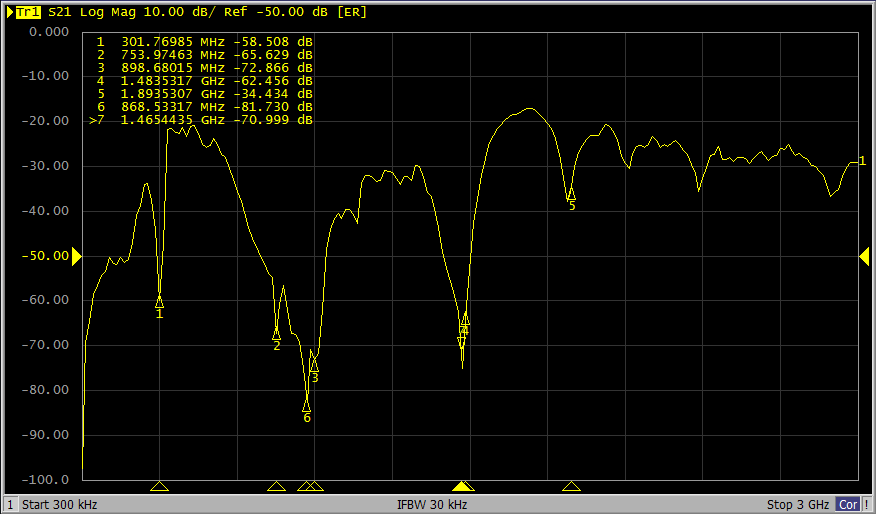 Tr1 S21 Log Mag 10.00 dB/ Ref -50.00 dB [ER]
0.000
1 301.76985 MHz -58.508 dB
2 753.97463 MHz -65.629 dB
3 898.68015 MHz -72.866 dB
4 1.4835317 GHz -62.456 dB
5 1.8935307 GHz -34.434 dB
6 868.53317 MHz -81.730 dB
>7 1.4654435 GHz -70.999 dB
-10.00
-20.00
-30.00
1
-40.00
5
-50.00
-60.00
1
4
7
-70.00
2
3
-80.00
6
-90.00
-100.0
1 Start 300 kHz IFBW 30 kHz Stop 3 GHz Cor !